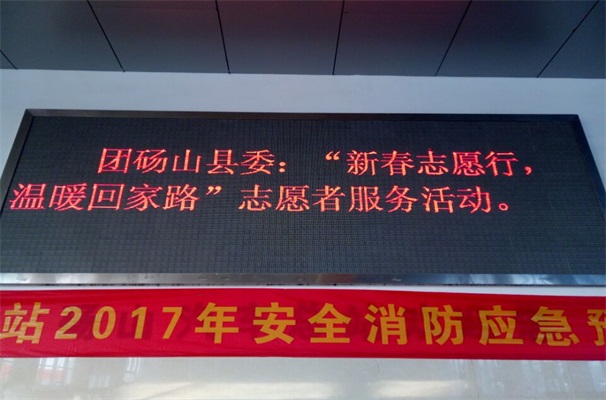 团砀山县委：“新春志愿行，
温暖回家路”志愿者服务活动。
站2017年安全消防应急预